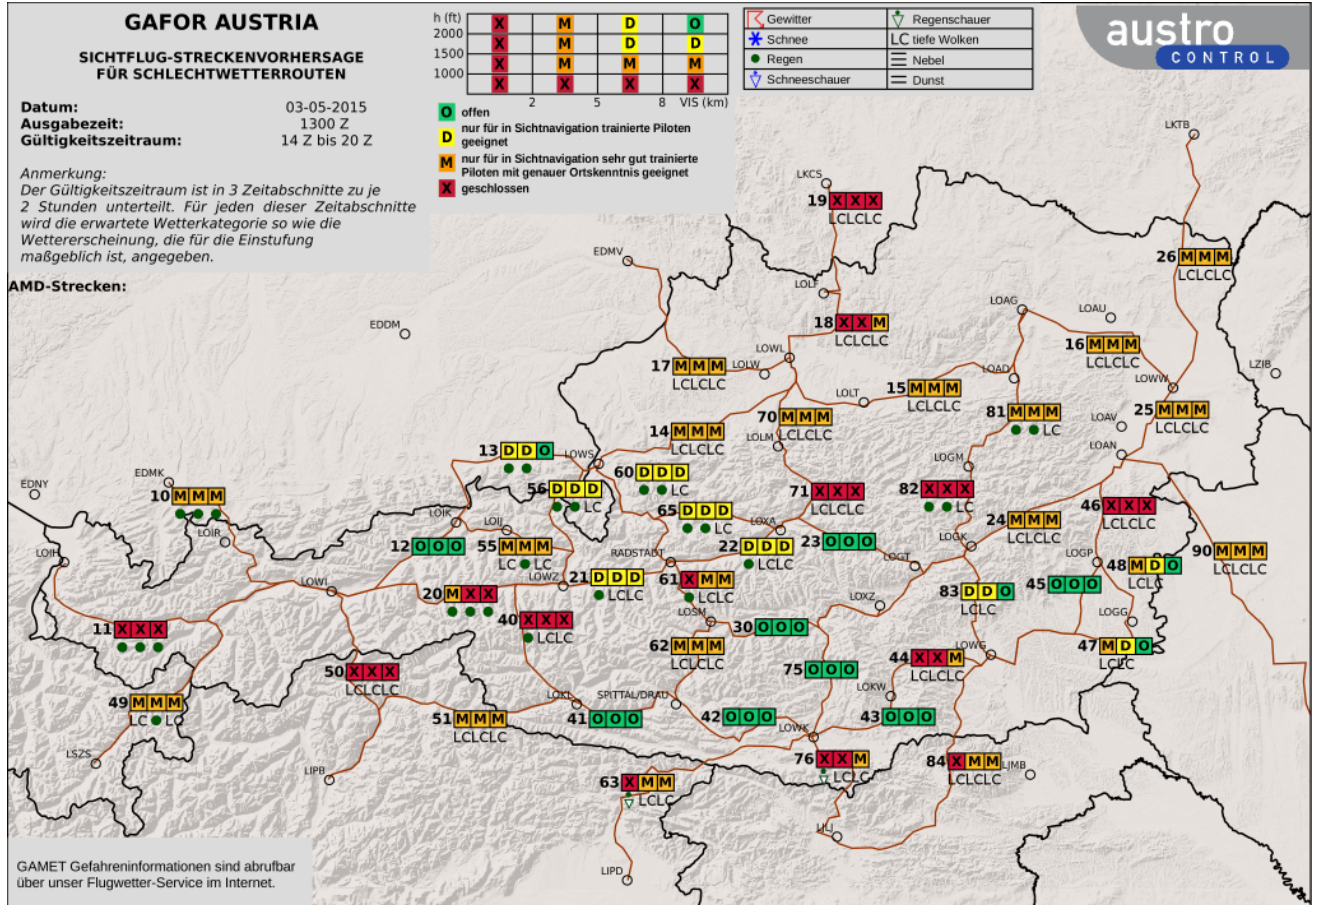 GAFOR AUSTRIA
SICHTFLUG-STRECKENVORHERSAGE
FÜR SCHLECHTWETTERROUTEN
Datum: 03-05-2015
Ausgabezeit: 1300 Z
Gültigkeitszeitraum: 14 Z bis 20 Z
Anmerkung:
Der Gültigkeitszeitraum ist in 3 Zeitabschnitte zu je
2 Stunden unterteilt. Für jeden dieser Zeitabschnitte
wird die erwartete Wetterkategorie so wie die
Wettererscheinung, die für die Einstufung
maßgeblich ist, angegeben.
AMD-Strecken:
h (ft)
X M D O
2000
X M D D
1500
X M M M
1000
X X X X
2 5 8 VIS (km)
O offen
D nur für in Sichtnavigation trainierte Piloten
geeignet
M nur für in Sichtnavigation sehr gut trainierte
Piloten mit genauer Ortskenntnis geeignet
X geschlossen
Gewitter
Regenschauer
Schnee
LC tiefe Wolken
Regen
Nebel
Schneeschauer
Dunst
austro
CONTROL
LKTB
LKCS
19 X X X
LCLCLC
EDMV
26 M M M
LCLCLC
LOLF
EDDM
18 X X M
LCLCLC
LOAG
LOAU
16 M M M
LCLCLC
17 M M M
LCLCLC
LOLW
LOWL
LOAD
LOWW
LZIB
15 M M M
LCLCLC
LOLT
70 M M M
LCLCLC
81 M M M
LC
25 M M M
LCLCLC
LOAV
14 M M M
LCLCLC
LOLM
LOAN
13 D D O
LOWS
60 D D D
LC
LOGM
EDNY
EDMK
10 M M M
56 D D D
LC
71 X X X
LCLCLC
82 X X X
LC
46 X X X
LCLCLC
LOIK
LOIJ
65 D D D
LC
LOXA
24 M M M
LCLCLC
LOIR
12 O O O
55 M M M
LC LC
RADSTADT
22 D D D
LCLC
23 O O O
LOGK
LOGT
LOGP
90 M M M
LCLCLC
LOIH
48 M D O
LCLC
LOWI
LOWZ
21 D D D
LCLC
61 X M M
LCLC
45 O O O
20 M X X
83 D D O
LCLC
LOXZ
LOSM
LOGG
11 X X X
40 X X X
LCLC
30 O O O
62 M M M
LCLCLC
LOWG
47 M D O
LCLC
50 X X X
LCLCLC
75 O O O
44 X X M
LCLCLC
49 M M M
LC LC
LOKL
SPITTAL/DRAU
LOKW
51 M M M
LCLCLC
41 O O O
42 O O O
43 O O O
LOWK
LSZS
LIPB
76 X X M
LCLC
84 X M M
LCLCLC
LJMB
63 X M M
LCLC
LJLJ
LIPD
GAMET Gefahreninformationen sind abrufbar
über unser Flugwetter-Service im Internet.